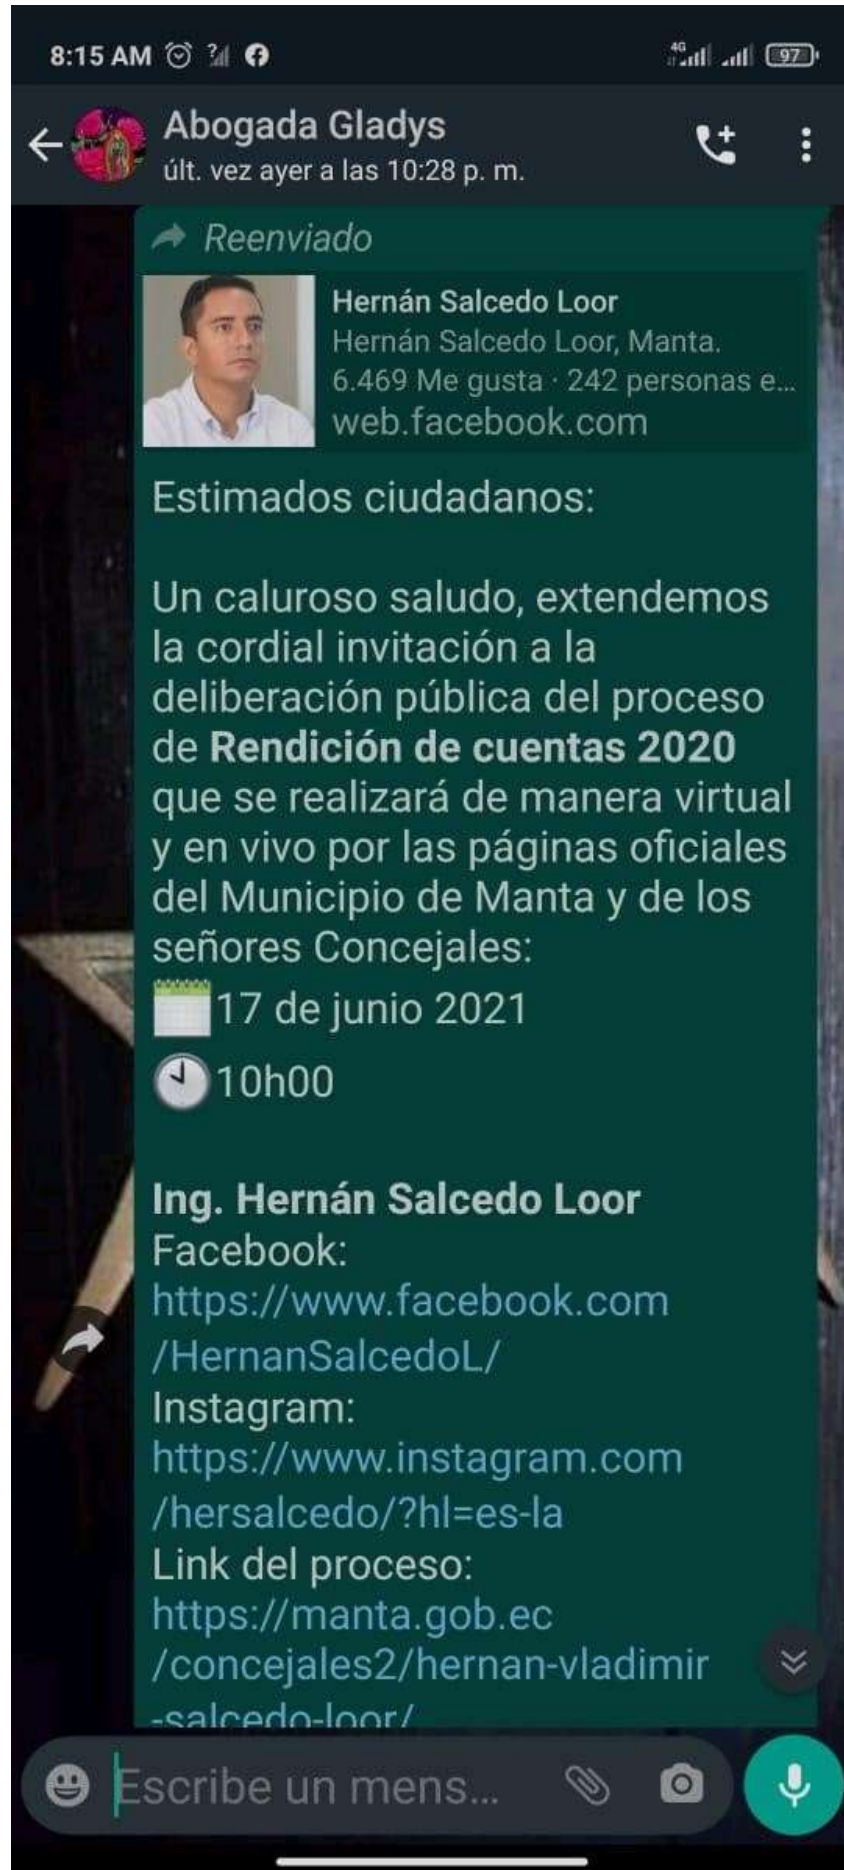 8:15 AM
4G
97
Abogada Gladys
últ. vez ayer a las 10:28 p. m.
Reenviado
Hernán Salcedo Loor
Hernán Salcedo Loor, Manta.
6.469 Me gusta · 242 personas e...
web.facebook.com
Estimados ciudadanos:
Un caluroso saludo, extendemos
la cordial invitación a la
deliberación pública del proceso
de Rendición de cuentas 2020
que se realizará de manera virtual
y en vivo por las páginas oficiales
del Municipio de Manta y de los
señores Concejales:
17 de junio 2021
10h00
Ing. Hernán Salcedo Loor
Facebook:
https://www.facebook.com
/HernanSalcedoL/
Instagram:
https://www.instagram.com
/hersalcedo/?hl=es-la
Link del proceso:
https://manta.gob.ec
/concejales2/hernan-vladimir
-salcedo-loor/
Escribe un mens...